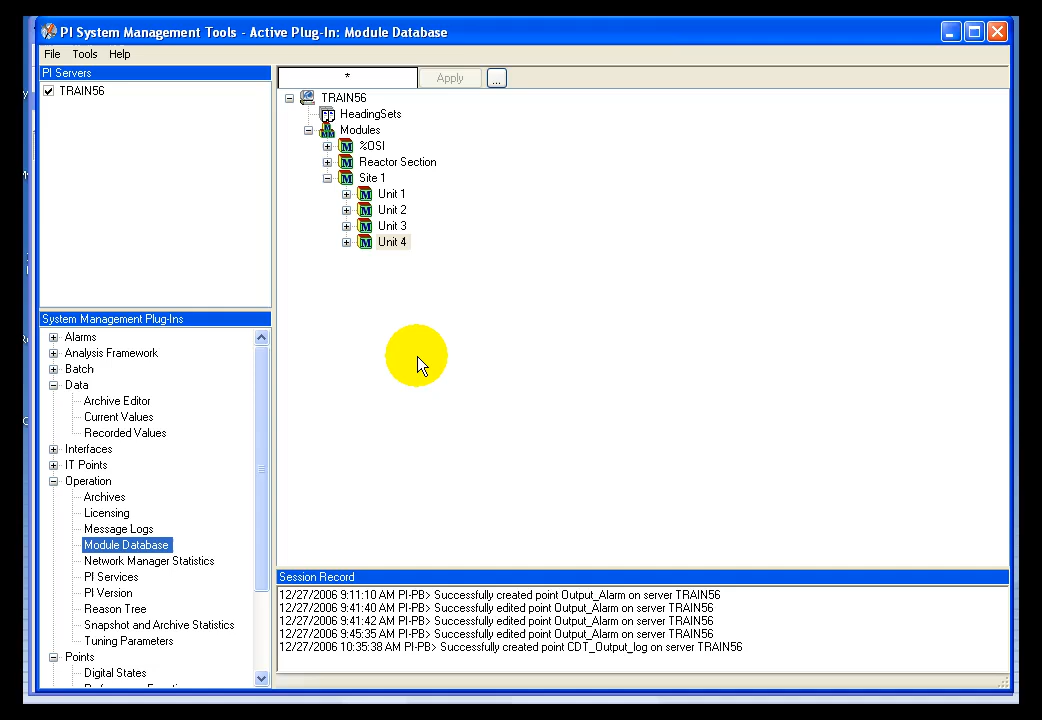 PI System Management Tools - Active Plug-In: Module Database
File Tools Help
PI Servers
TRAIN56
* Apply ...
TRAIN56
HeadingSets
Modules
%OSI
Reactor Section
Site 1
Unit 1
Unit 2
Unit 3
Unit 4
System Management Plug-Ins
Alarms
Analysis Framework
Batch
Data
Archive Editor
Current Values
Recorded Values
Interfaces
IT Points
Operation
Archives
Licensing
Message Logs
Module Database
Network Manager Statistics
PI Services
PI Version
Reason Tree
Snapshot and Archive Statistics
Tuning Parameters
Points
Digital States
Session Record
12/27/2006 9:11:10 AM PI-PB> Successfully created point Output_Alarm on server TRAIN56
12/27/2006 9:41:40 AM PI-PB> Successfully edited point Output_Alarm on server TRAIN56
12/27/2006 9:41:42 AM PI-PB> Successfully edited point Output_Alarm on server TRAIN56
12/27/2006 9:45:35 AM PI-PB> Successfully edited point Output_Alarm on server TRAIN56
12/27/2006 10:35:38 AM PI-PB> Successfully created point CDT_Output_log on server TRAIN56